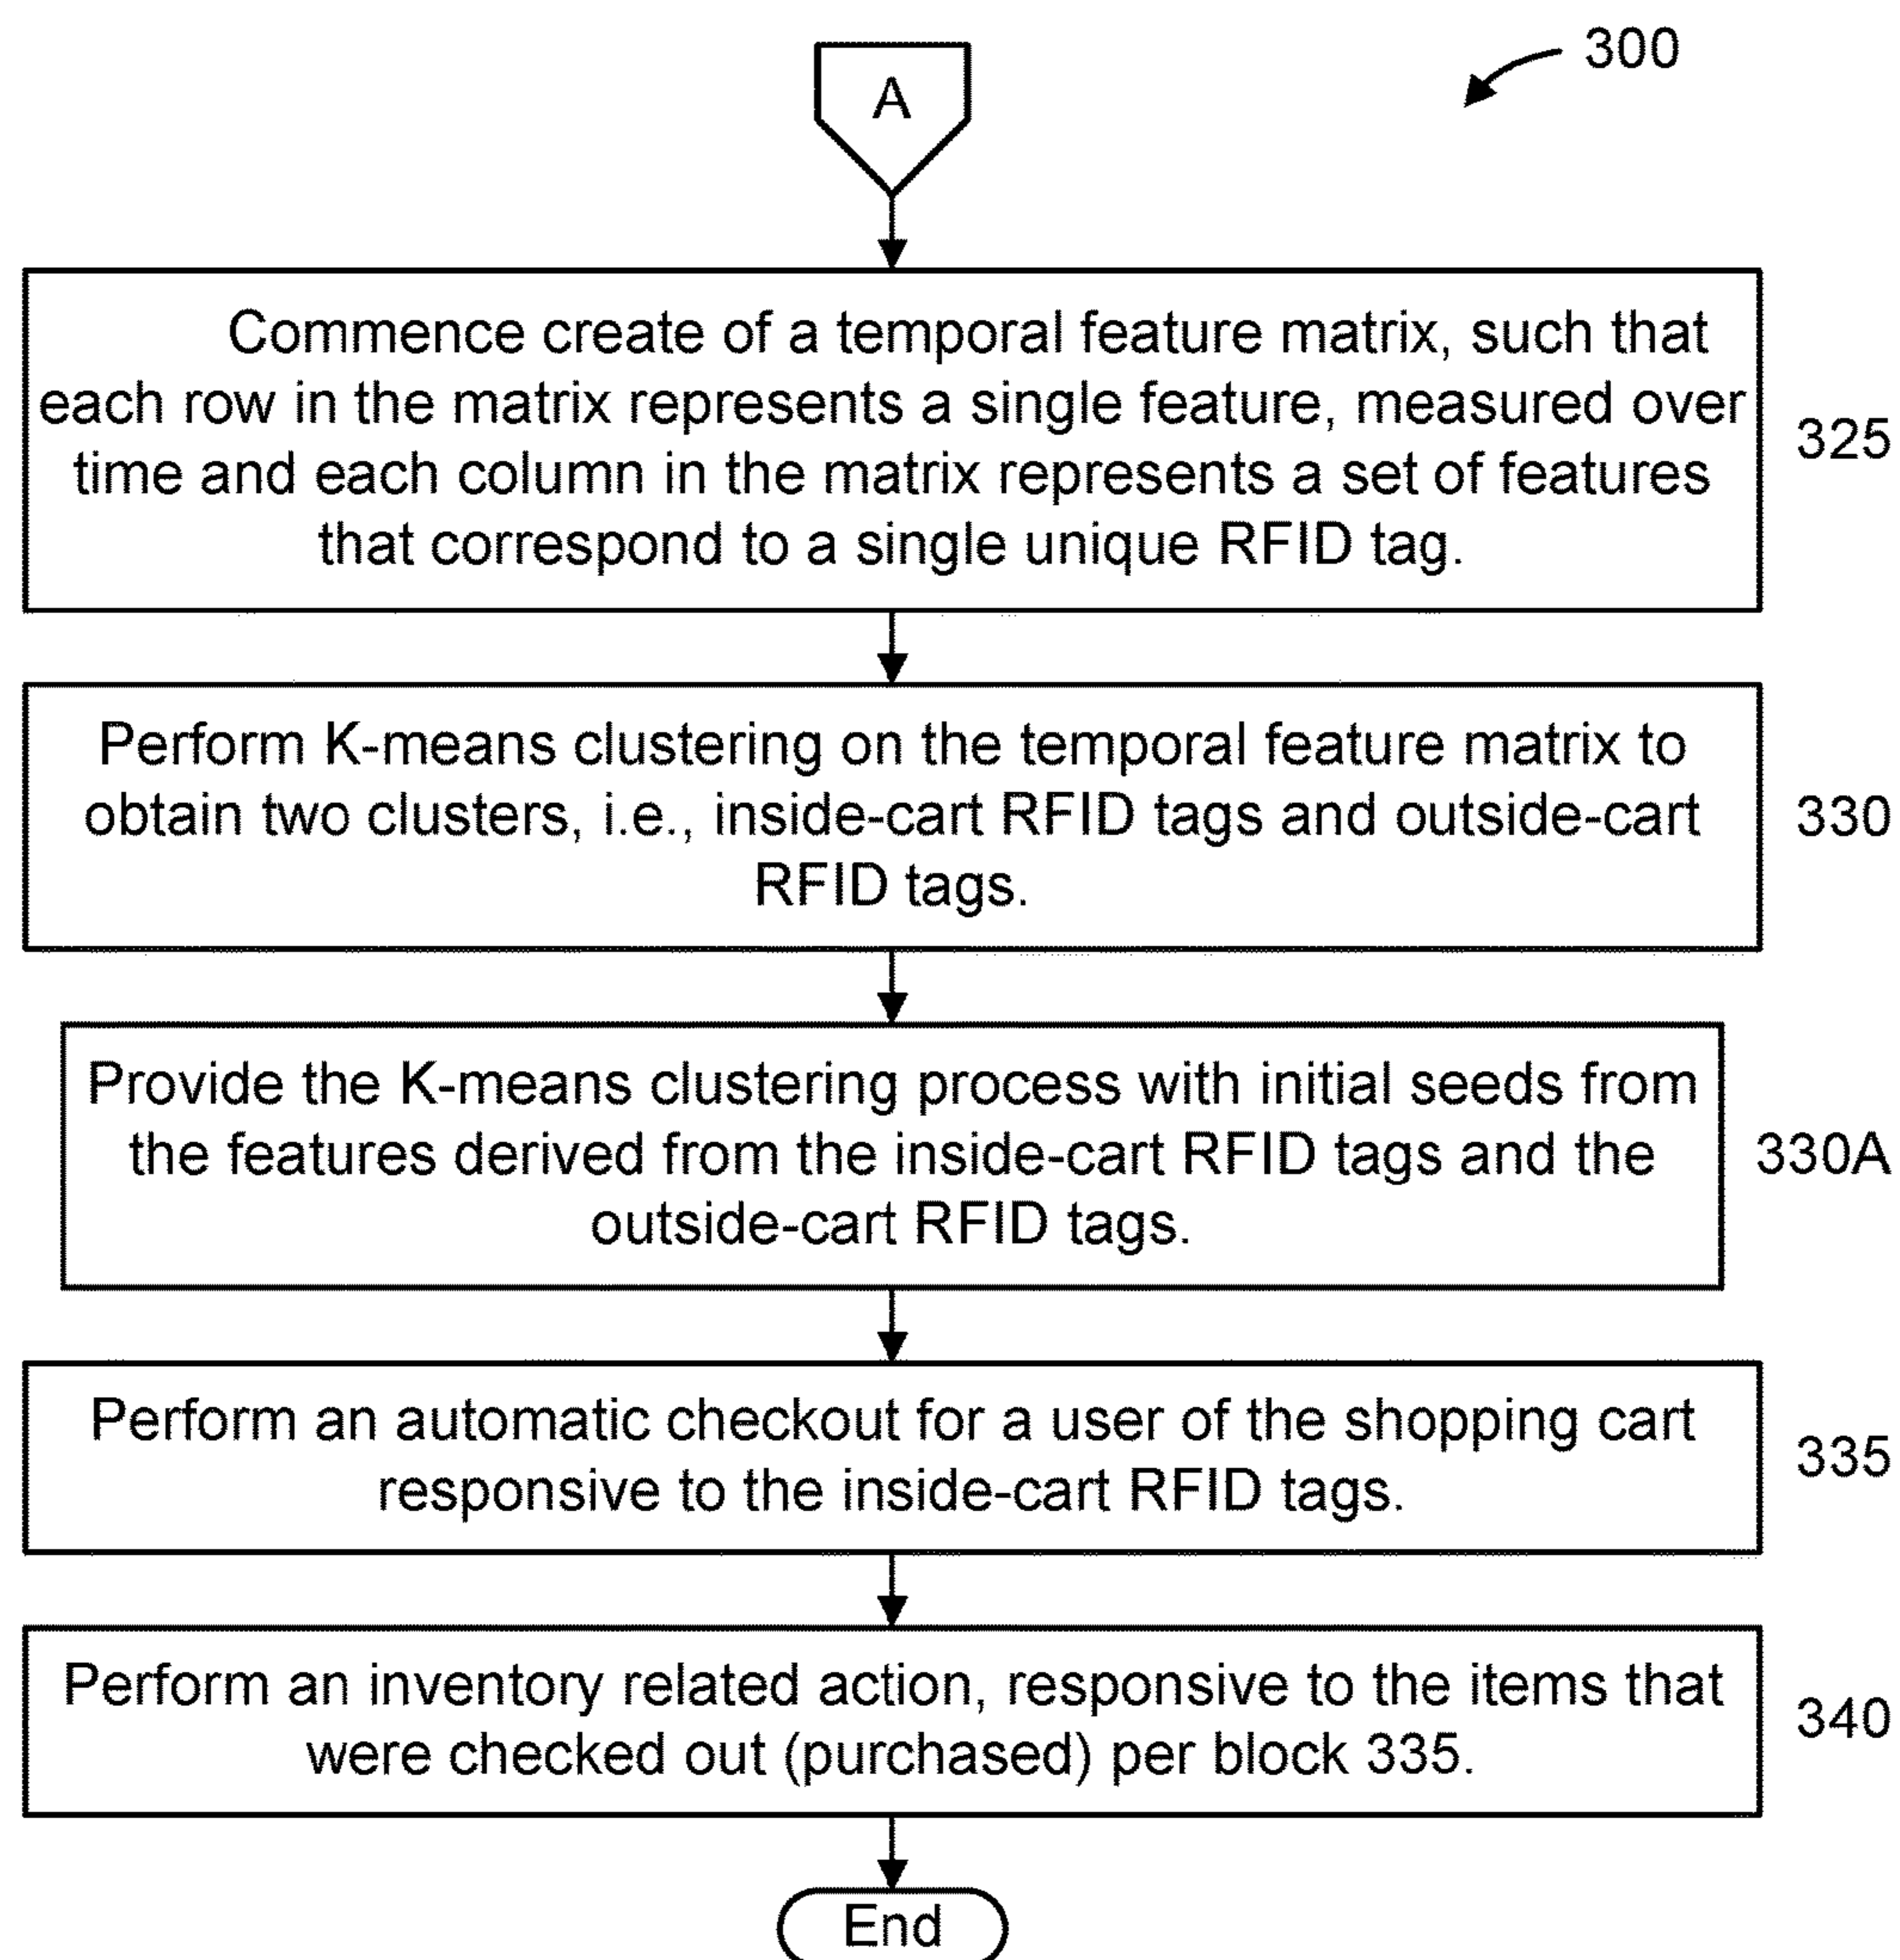 300
A
Commence create of a temporal feature matrix, such that
each row in the matrix represents a single feature, measured over
time and each column in the matrix represents a set of features
that correspond to a single unique RFID tag.
325
Perform K-means clustering on the temporal feature matrix to
obtain two clusters, i.e., inside-cart RFID tags and outside-cart
RFID tags.
330
Provide the K-means clustering process with initial seeds from
the features derived from the inside-cart RFID tags and the
outside-cart RFID tags.
330A
Perform an automatic checkout for a user of the shopping cart
responsive to the inside-cart RFID tags.
335
Perform an inventory related action, responsive to the items that
were checked out (purchased) per block 335.
340
End